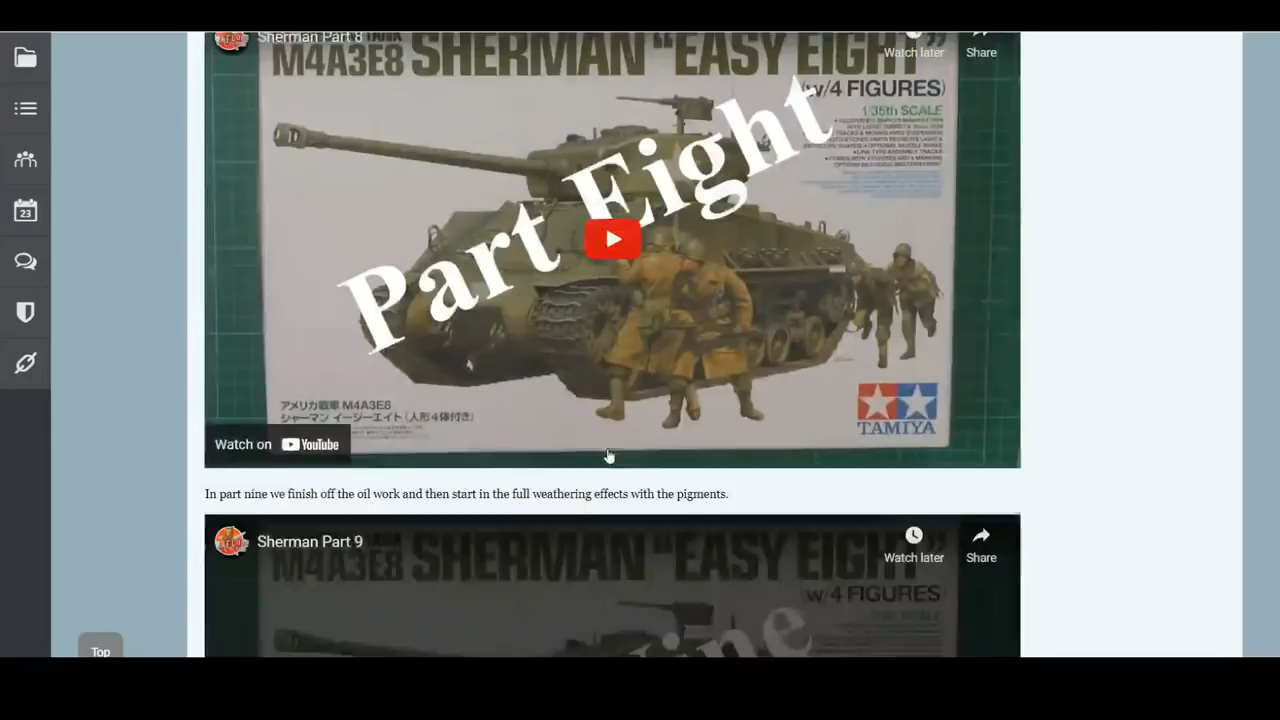 Sherman Part 8
Watch later
Share
M4A3E8 SHERMAN "EASY EIGHT"
(w/4 FIGURES)
1/35th SCALE
Part Eight
アメリカ戦車 M4A3E8
シャーマン イージーエイト (人形4体付き)
TAMIYA
Watch on YouTube
In part nine we finish off the oil work and then start in the full weathering effects with the pigments.
Sherman Part 9
Watch later
Share
M4A3E8 SHERMAN "EASY EIGHT"
(w/4 FIGURES)
Nine
23
Top